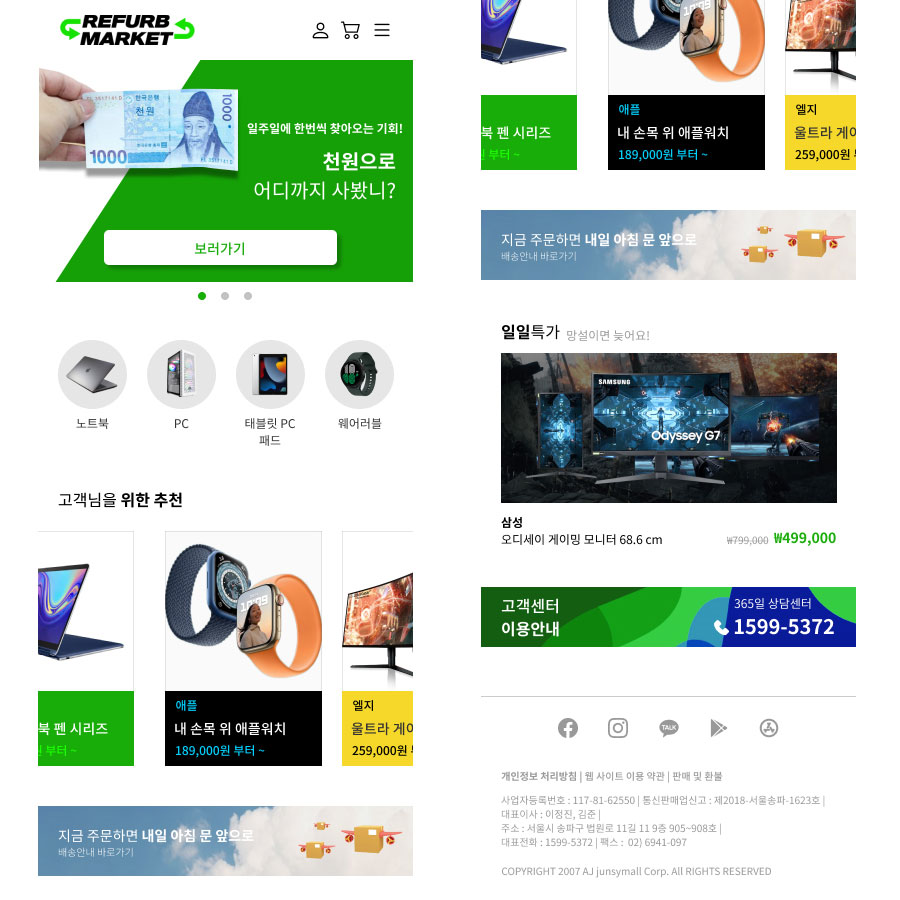 REFURB
MARKET
한국은행
천원
1000
1000
일주일에 한번씩 찾아오는 기회!
천원으로
어디까지 사봤니?
보러가기
노트북
PC
태블릿 PC
패드
웨어러블
고객님을 위한 추천
북 펜 시리즈
부터 ~
애플
내 손목 위 애플워치
189,000원 부터 ~
엘지
울트라 게이
259,000원
지금 주문하면 내일 아침 문 앞으로
배송안내 바로가기
북 펜 시리즈
부터 ~
애플
내 손목 위 애플워치
189,000원 부터 ~
엘지
울트라 게이
259,000원
지금 주문하면 내일 아침 문 앞으로
배송안내 바로가기
일일특가 망설이면 늦어요!
SAMSUNG
Odyssey G7
삼성
오디세이 게이밍 모니터 68.6 cm
₩799,000 ₩499,000
고객센터
이용안내
365일 상담센터
1599-5372
TALK
개인정보 처리방침 | 웹 사이트 이용 약관 | 판매 및 환불
사업자등록번호 : 117-81-62550 | 통신판매업신고 : 제2018-서울송파-1623호 |
대표이사 : 이정진, 김준 |
주소 : 서울시 송파구 법원로 11길 11 9층 905~908호 |
대표전화 : 1599-5372 | 팩스 : 02) 6941-097
COPYRIGHT 2007 AJ junsymall Corp. All RIGHTS RESERVED